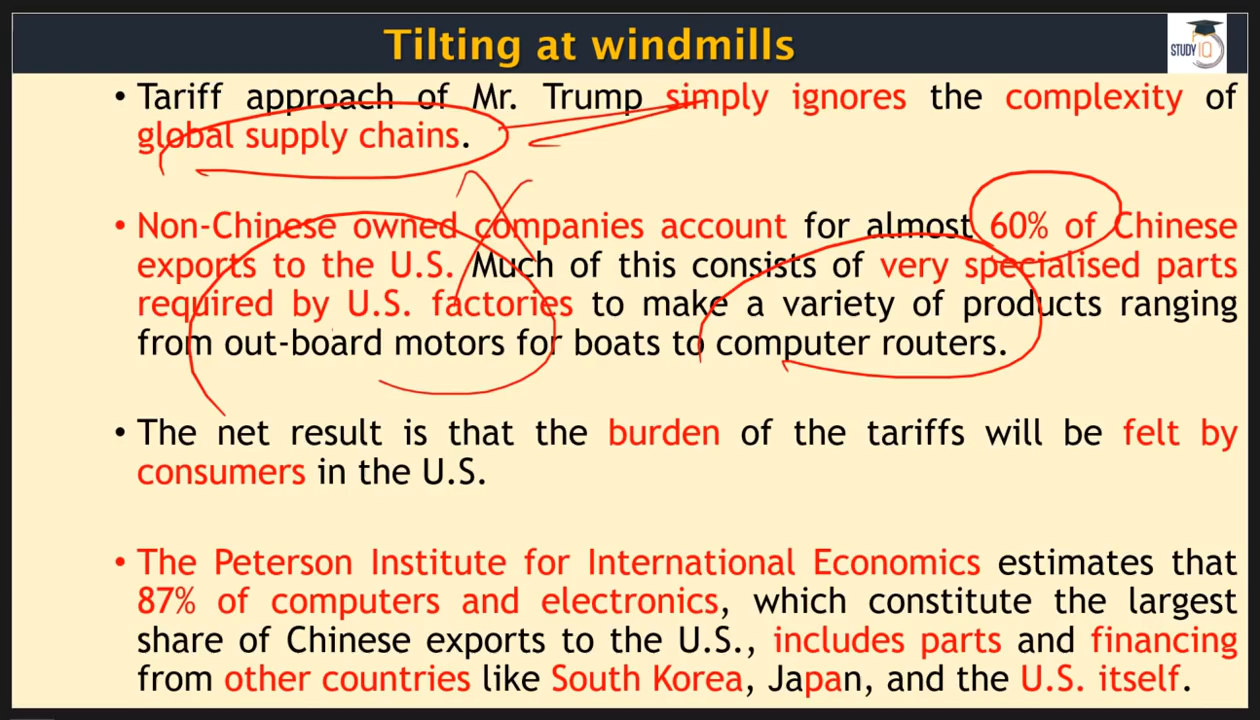 Tilting at windmills
STUDY IQ
• Tariff approach of Mr. Trump simply ignores the complexity of
global supply chains.
• Non-Chinese owned companies account for almost 60% of Chinese
exports to the U.S. Much of this consists of very specialised parts
required by U.S. factories to make a variety of products ranging
from out-board motors for boats to computer routers.
• The net result is that the burden of the tariffs will be felt by
consumers in the U.S.
• The Peterson Institute for International Economics estimates that
87% of computers and electronics, which constitute the largest
share of Chinese exports to the U.S., includes parts and financing
from other countries like South Korea, Japan, and the U.S. itself.